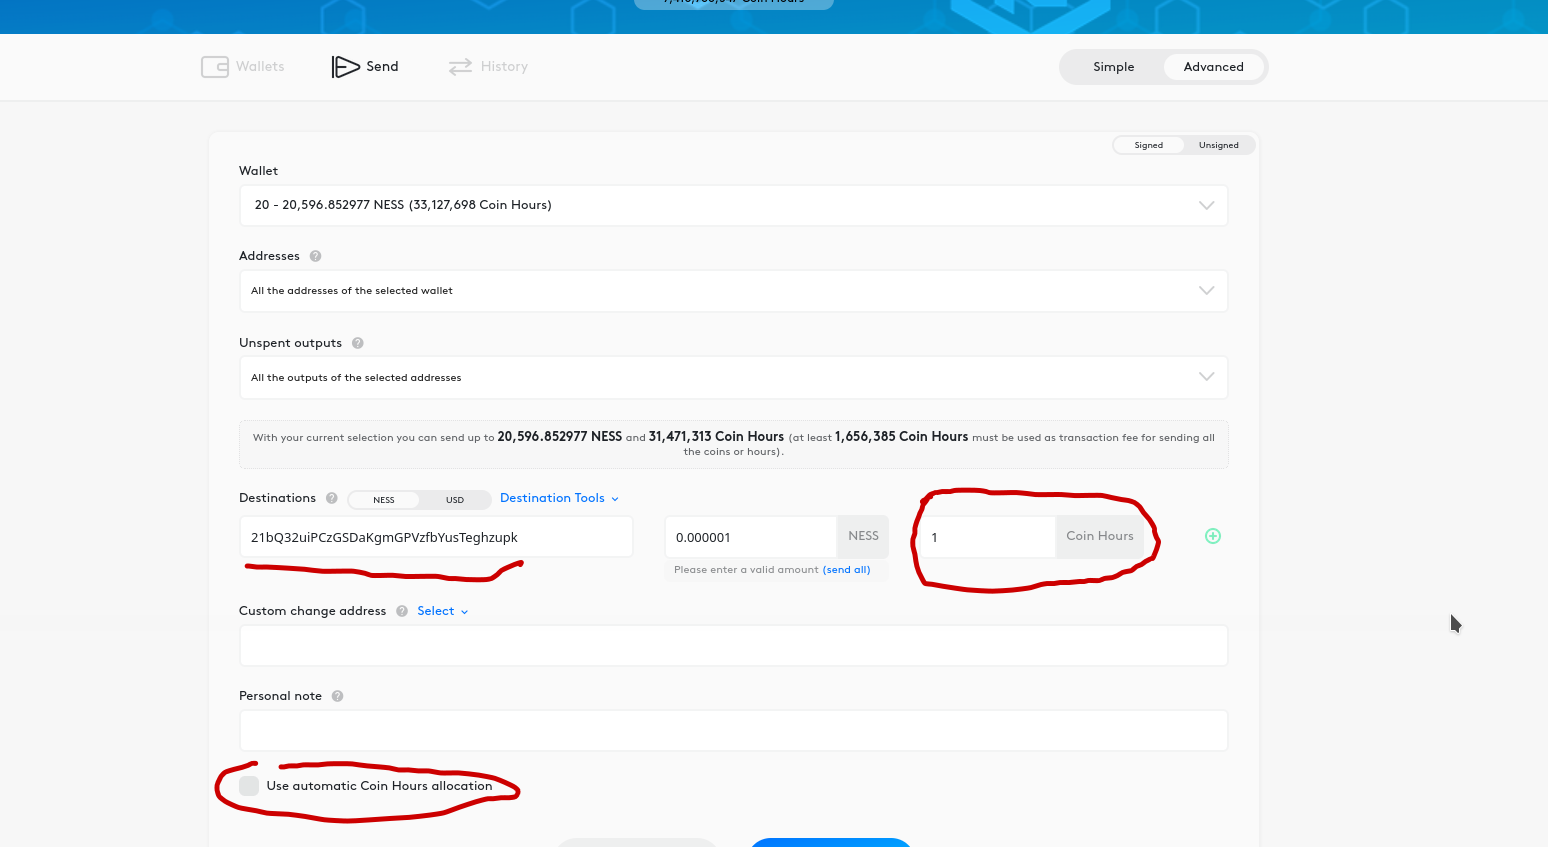 Wallets Send History Simple Advanced
Signed Unsigned
Wallet
20 - 20,596.852977 NESS (33,127,698 Coin Hours)
Addresses ?
All the addresses of the selected wallet
Unspent outputs ?
All the outputs of the selected addresses
With your current selection you can send up to 20,596.852977 NESS and 31,471,313 Coin Hours (at least 1,656,385 Coin Hours must be used as transaction fee for sending all
the coins or hours).
Destinations ? NESS USD Destination Tools
21bQ32uiPCzGSDaKgmGPVzfbYusTeghzupk 0.000001 NESS 1 Coin Hours
Please enter a valid amount (send all)
Custom change address ? Select
Personal note ?
Use automatic Coin Hours allocation